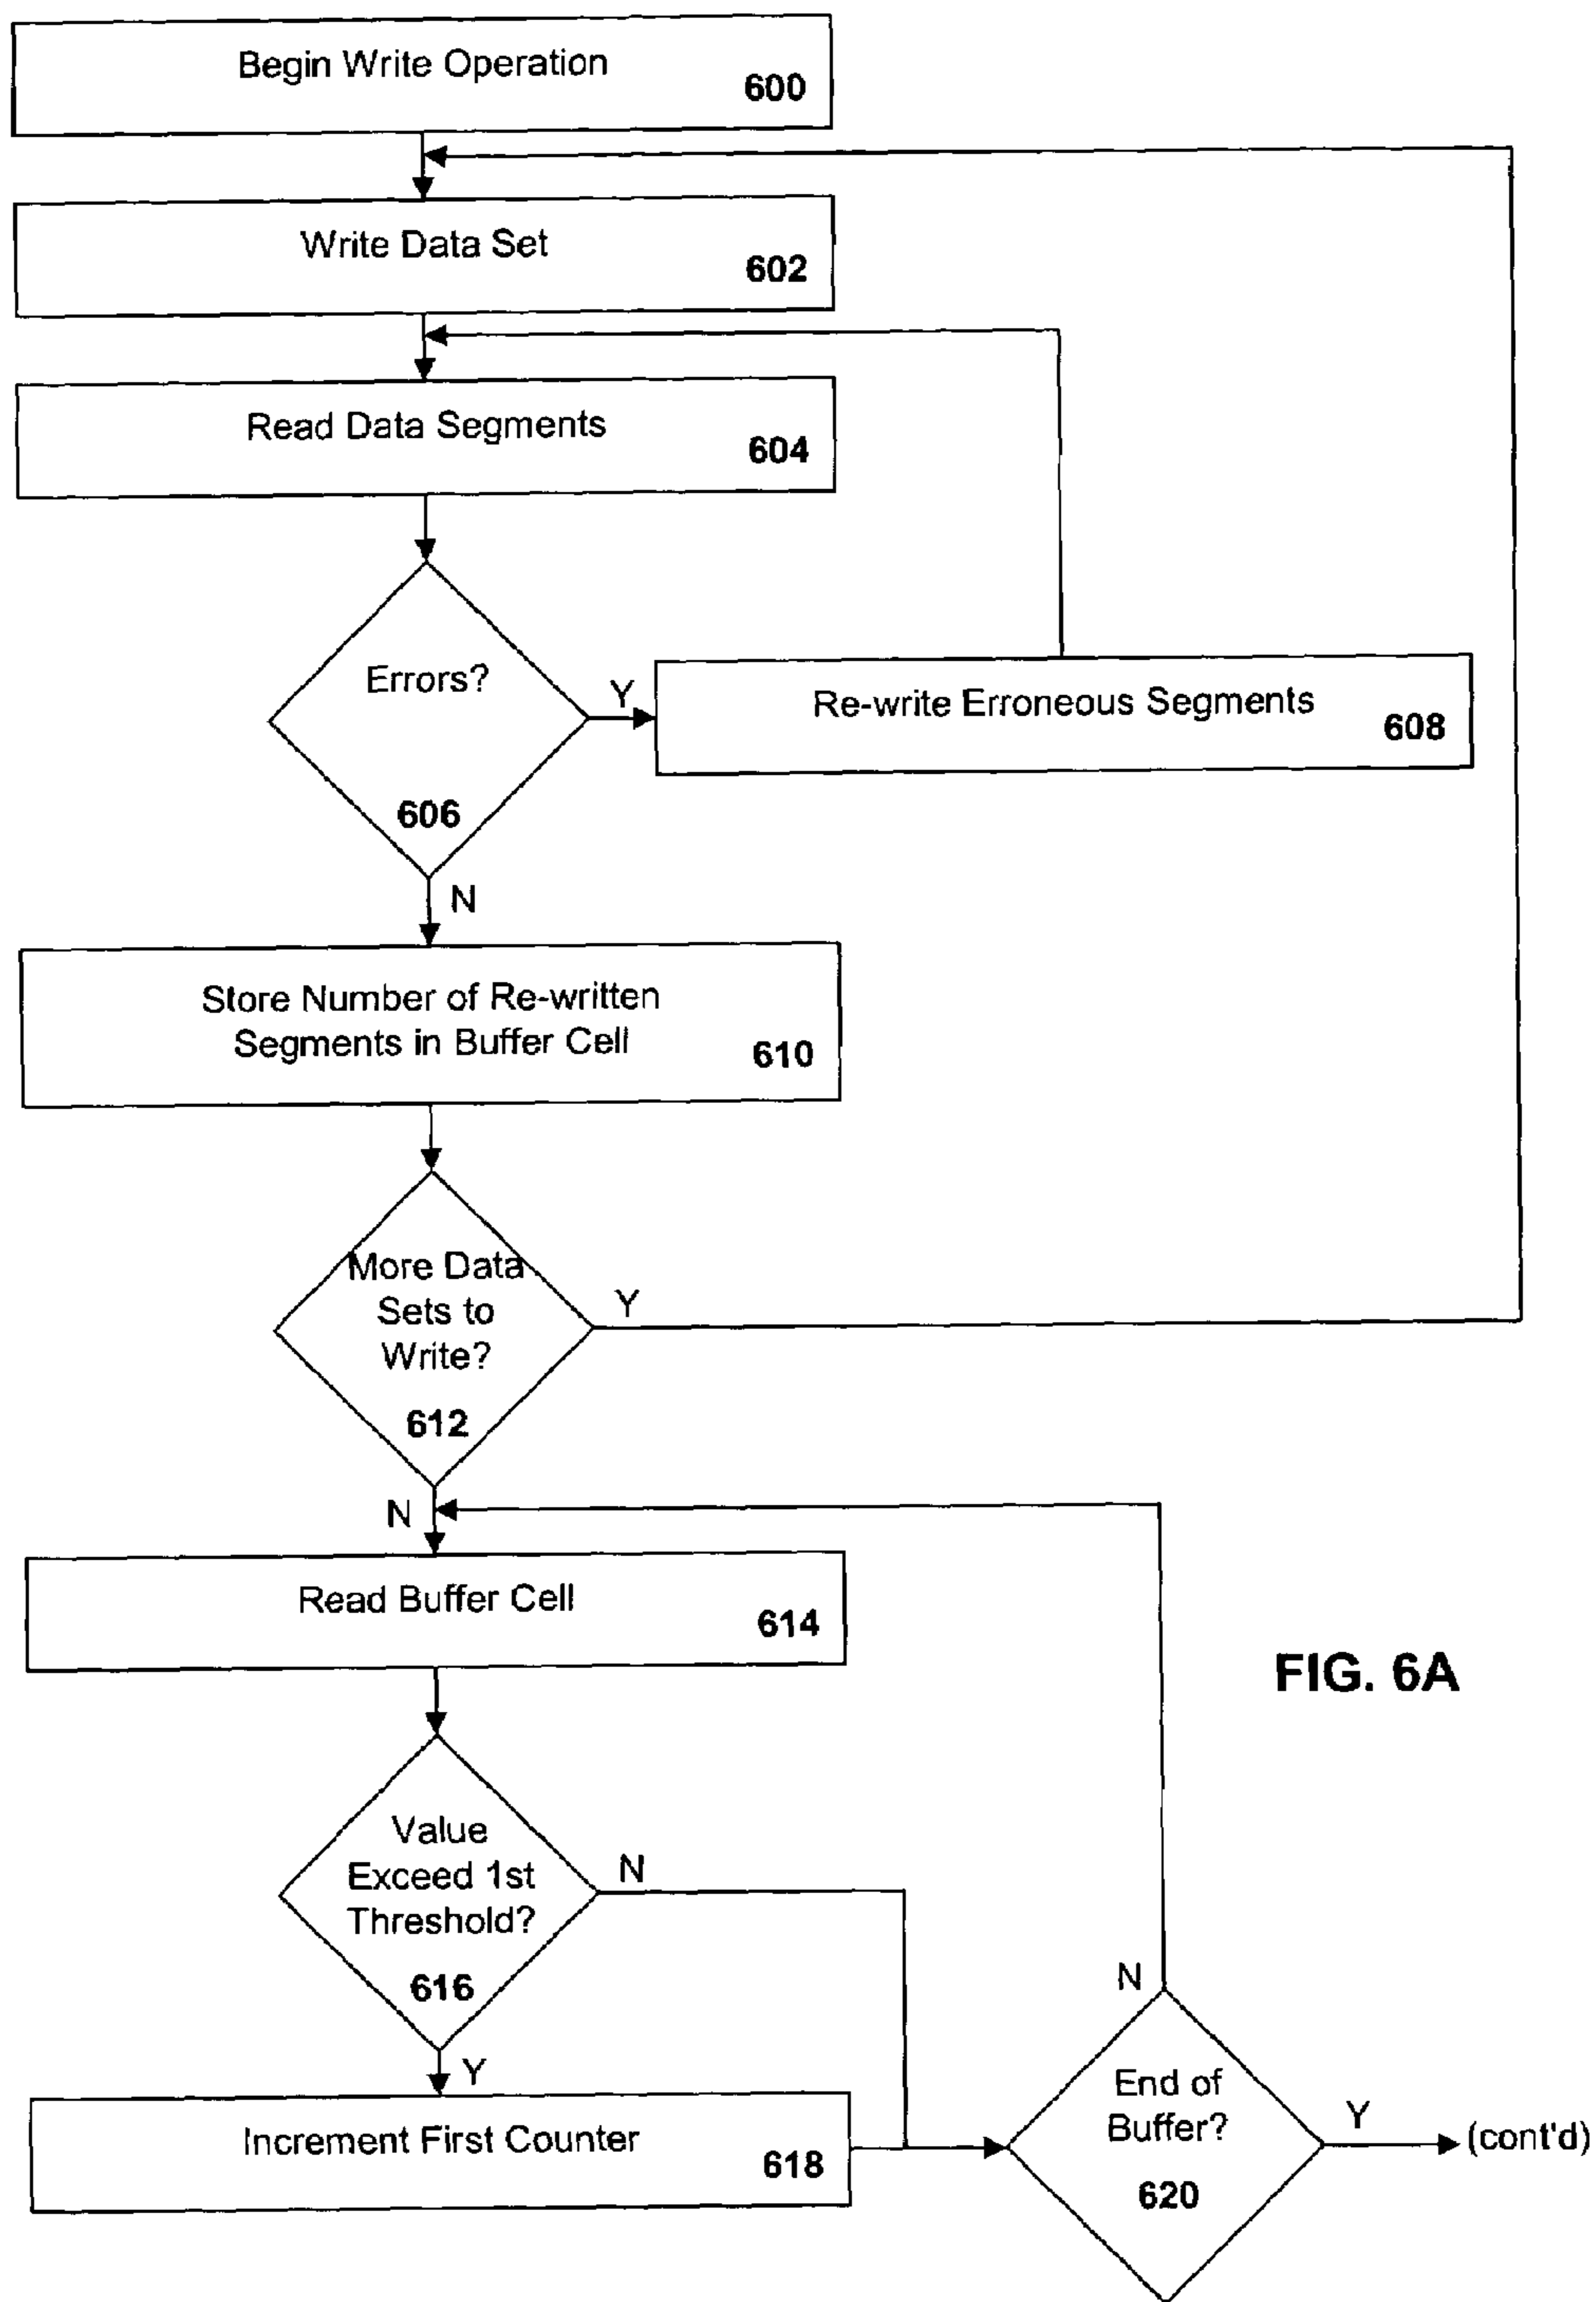 Begin Write Operation
600
Write Data Set
602
Read Data Segments
604
Errors?
606
Y
Re-write Erroneous Segments
608
N
Store Number of Re-written
Segments in Buffer Cell
610
More Data
Sets to
Write?
612
Y
N
Read Buffer Cell
614
FIG. 6A
Value
Exceed 1st
Threshold?
616
N
Y
Increment First Counter
618
N
End of
Buffer?
620
Y
(cont'd)